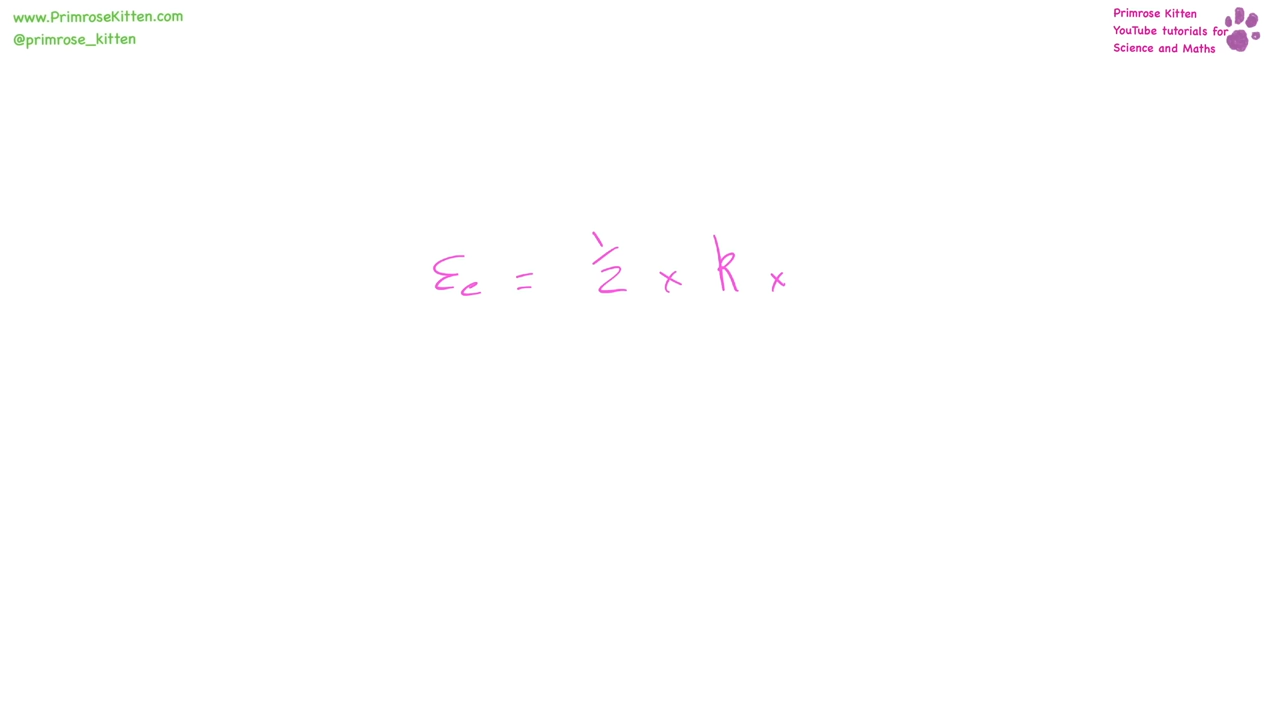 www.PrimroseKitten.com
@primrose_kitten
Primrose Kitten
YouTube tutorials for
Science and Maths
Ee = 1/2 × k ×